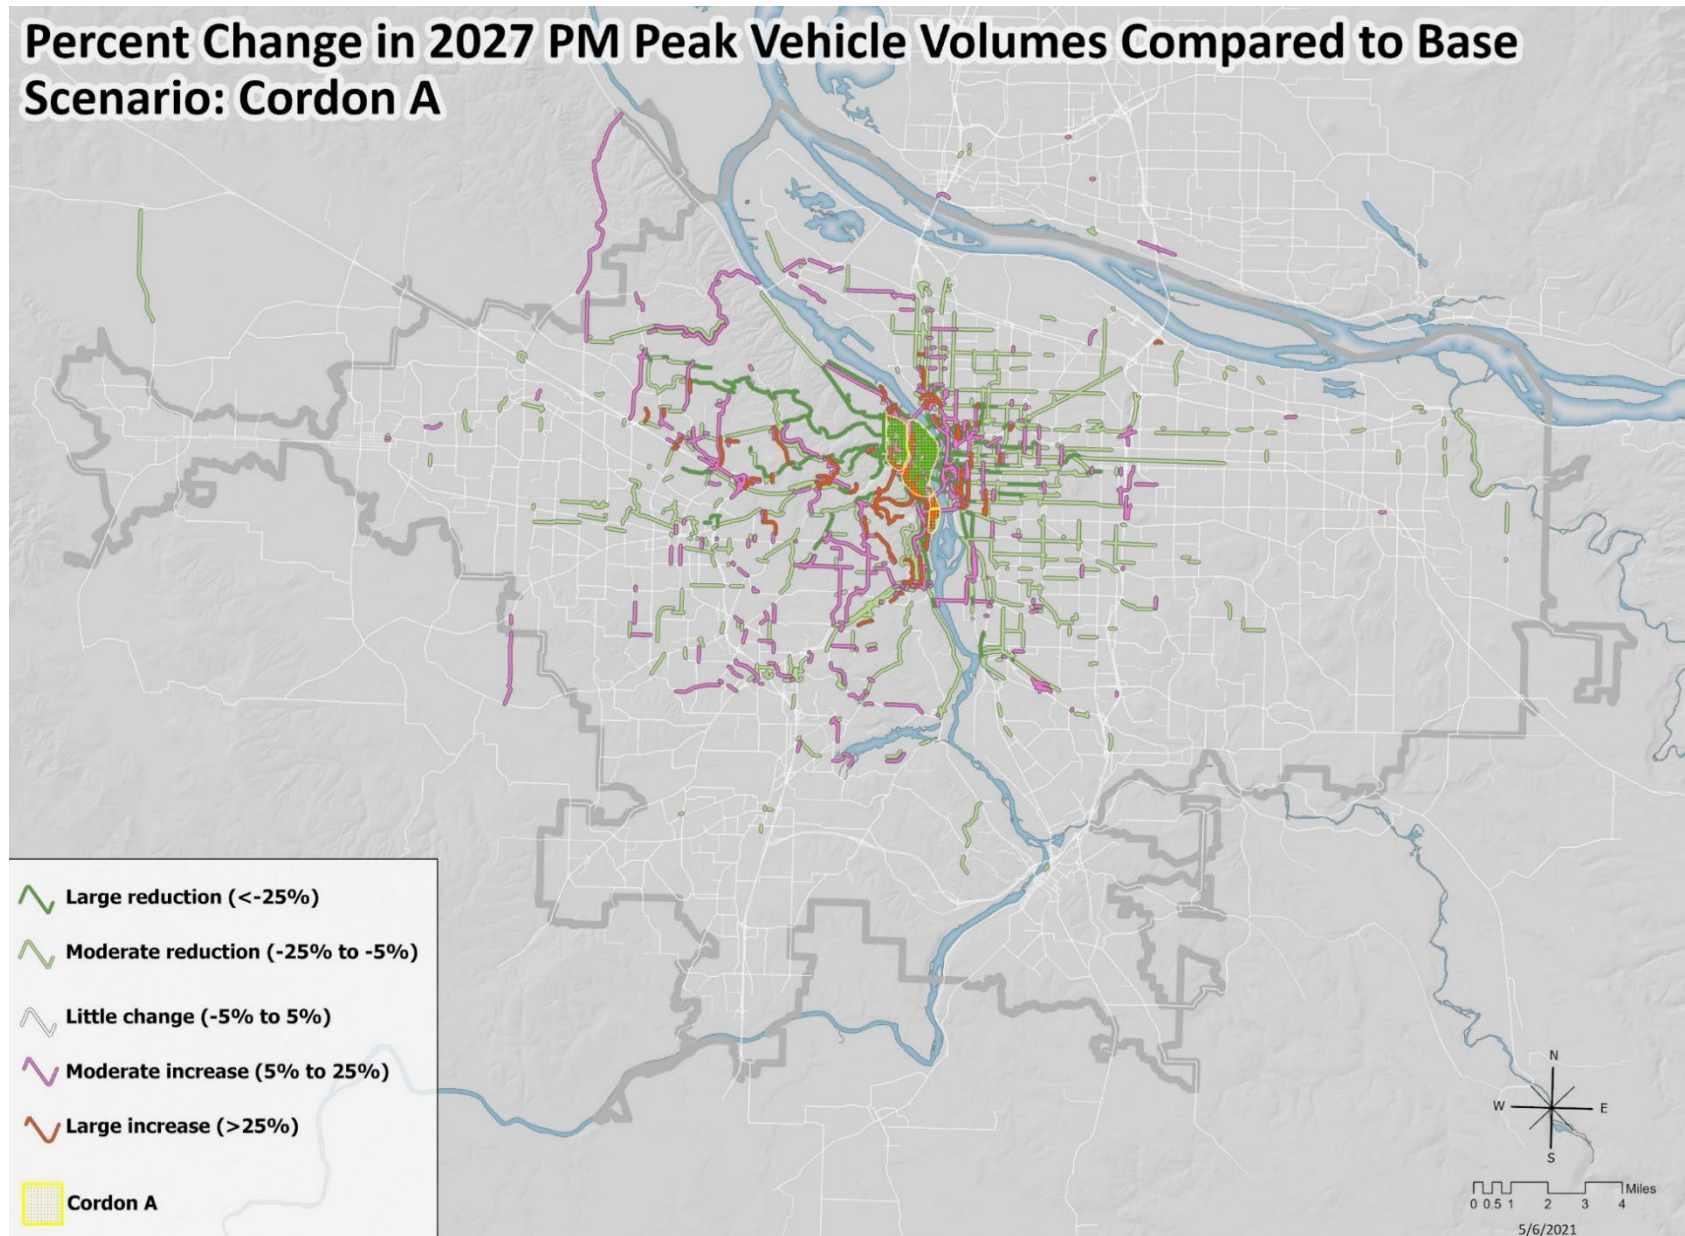 Percent Change in 2027 PM Peak Vehicle Volumes Compared to Base
Scenario: Cordon A
Large reduction (<-25%)
Moderate reduction (-25% to -5%)
Little change (-5% to 5%)
Moderate increase (5% to 25%)
Large increase (>25%)
Cordon A
N
W E
S
Miles
0 0.5 1 2 3 4
5/6/2021